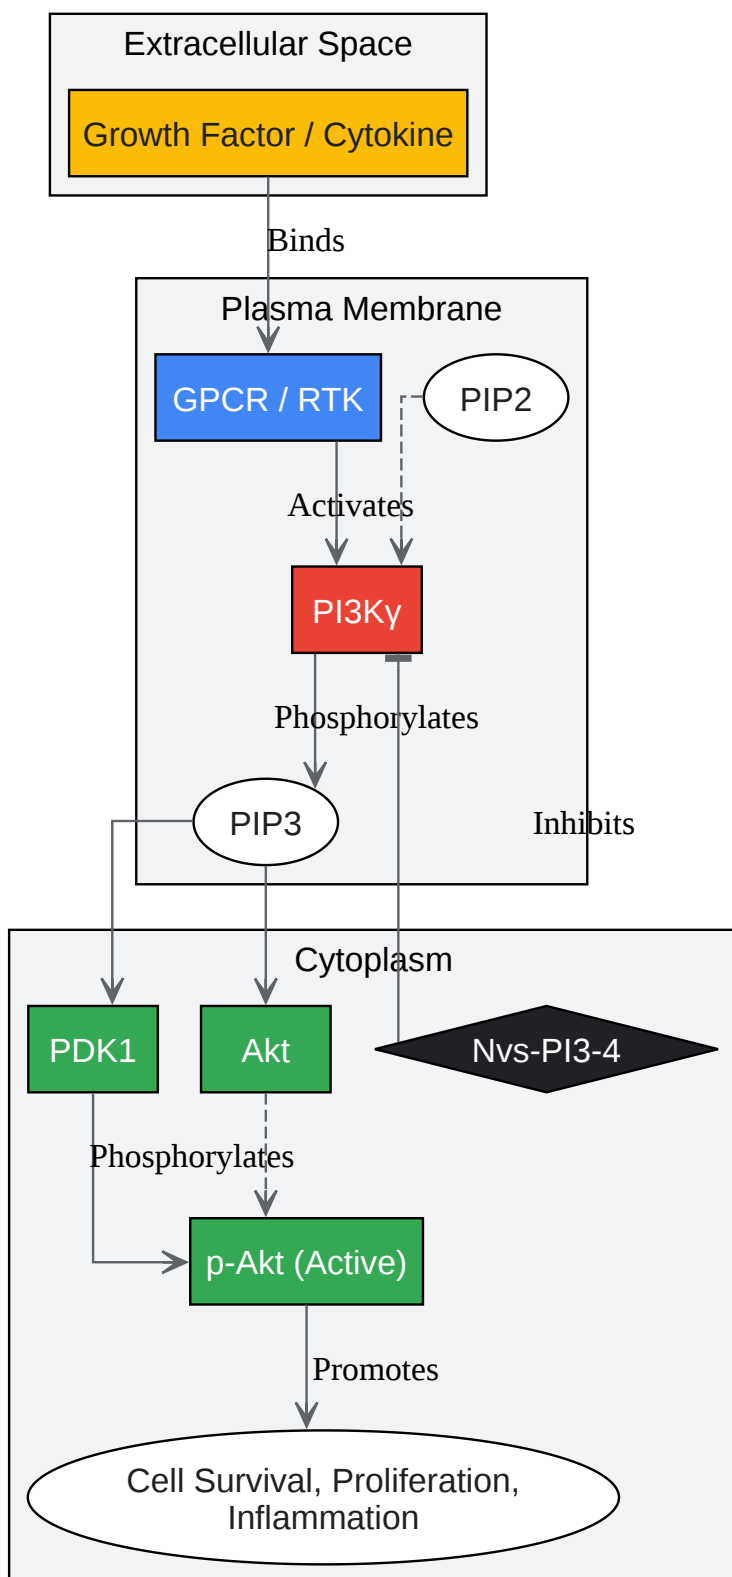 Extracellular Space
Growth Factor / Cytokine
Binds
Plasma Membrane
GPCR / RTK
PIP2
Activates
PI3Kγ
Phosphorylates
PIP3
Inhibits
Cytoplasm
PDK1
Akt
Nvs-PI3-4
Phosphorylates
p-Akt (Active)
Promotes
Cell Survival, Proliferation,
Inflammation